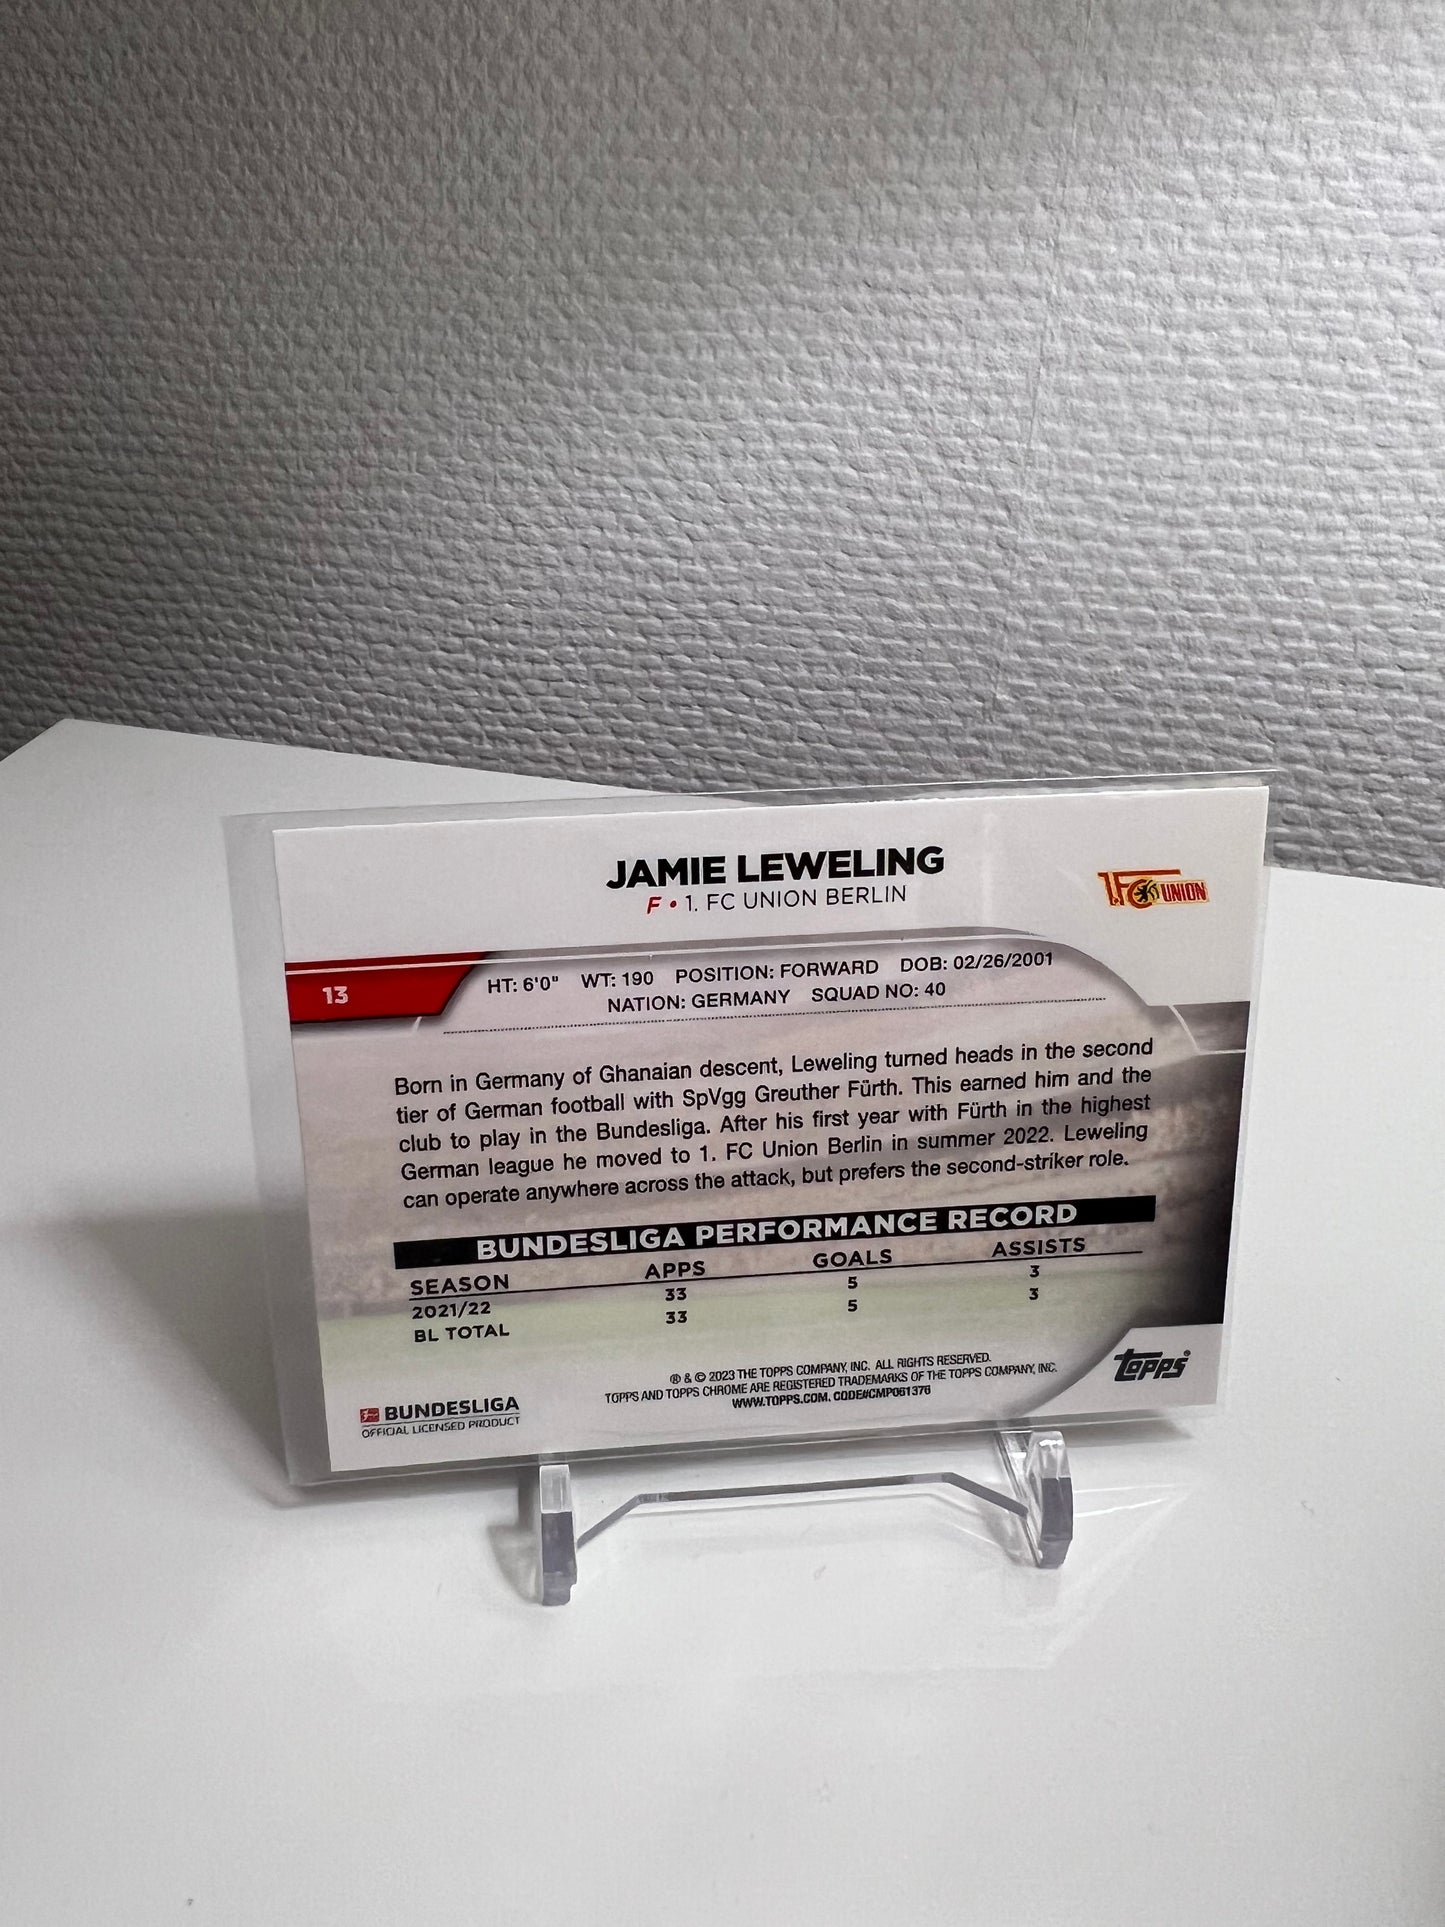 JAMIE LEWELING
F • 1. FC UNION BERLIN
1.FC UNION
13
HT: 6'0" WT: 190 POSITION: FORWARD DOB: 02/26/2001
NATION: GERMANY SQUAD NO: 40
Born in Germany of Ghanaian descent, Leweling turned heads in the second
tier of German football with SpVgg Greuther Fürth. This earned him and the
club to play in the Bundesliga. After his first year with Fürth in the highest
German league he moved to 1. FC Union Berlin in summer 2022. Leweling
can operate anywhere across the attack, but prefers the second-striker role.
BUNDESLIGA PERFORMANCE RECORD
SEASON APPS GOALS ASSISTS
2021/22 33 5 3
BL TOTAL 33 5 3
® & © 2023 THE TOPPS COMPANY, INC. ALL RIGHTS RESERVED.
TOPPS AND TOPPS CHROME ARE REGISTERED TRADEMARKS OF THE TOPPS COMPANY, INC.
WWW.TOPPS.COM. CODE#CMP061376
BUNDESLIGA
OFFICIAL LICENSED PRODUCT
TOPPS®